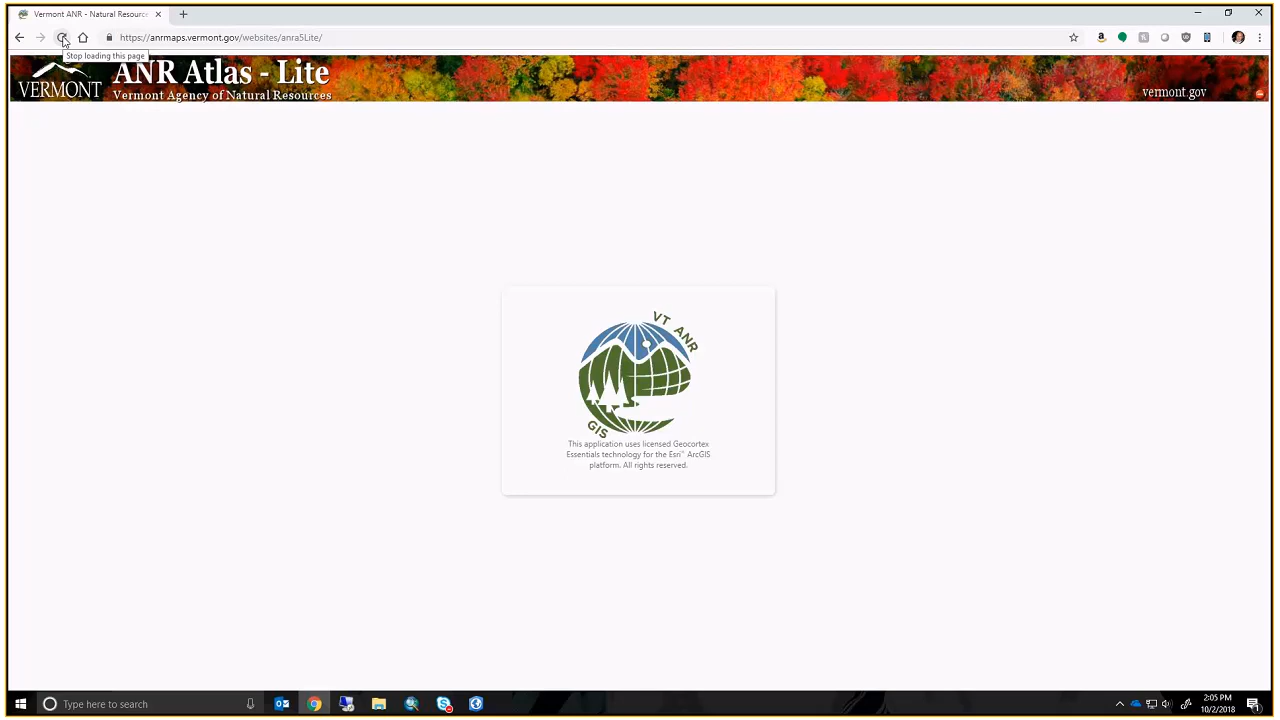 Vermont ANR - Natural Resource
https://anrmaps.vermont.gov/websites/anra5Lite/
Stop loading this page
VERMONT
ANR Atlas - Lite
Vermont Agency of Natural Resources
vermont.gov
VT ANR
GIS
This application uses licensed Geocortex
Essentials technology for the Esri™ ArcGIS
platform. All rights reserved.
Type here to search
2:05 PM
10/2/2018